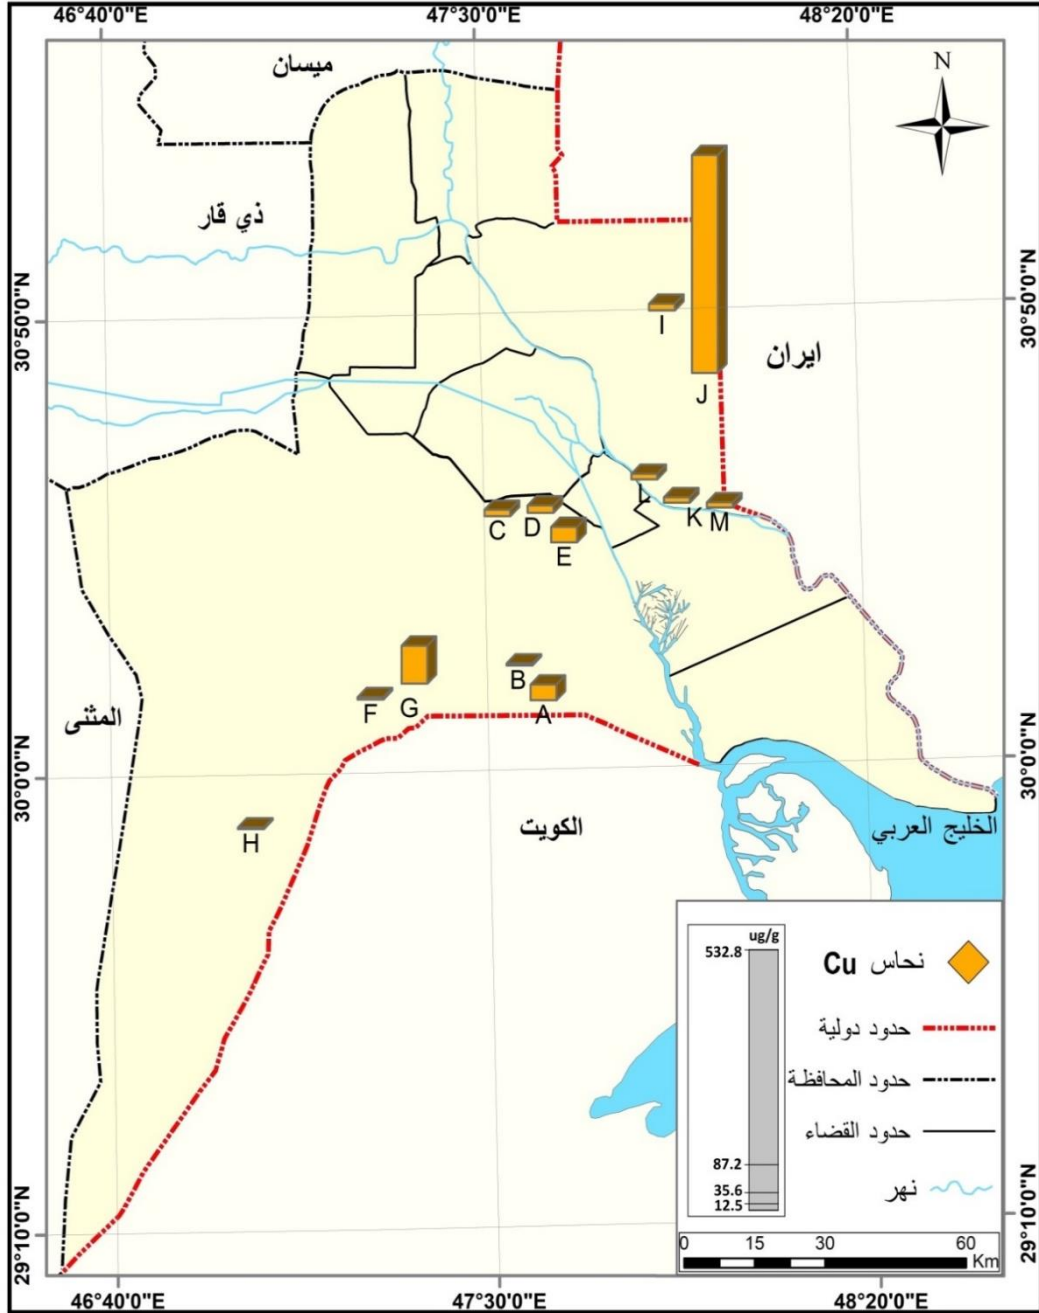 46°40'0"E 47°30'0"E 48°20'0"E
ميسان
N
ذي قار
30°50'0"N
30°50'0"N
I
ايران
J
L
K
M
C
D
E
B
A
G
F
المثنى
30°0'0"N
30°0'0"N
H
الكويت
الخليج العربي
ug/g
532.8
87.2
35.6
12.5
نحاس Cu
حدود دولية
حدود المحافظة
حدود القضاء
نهر
0 15 30 60
Km
29°10'0"N
29°10'0"N
46°40'0"E 47°30'0"E 48°20'0"E